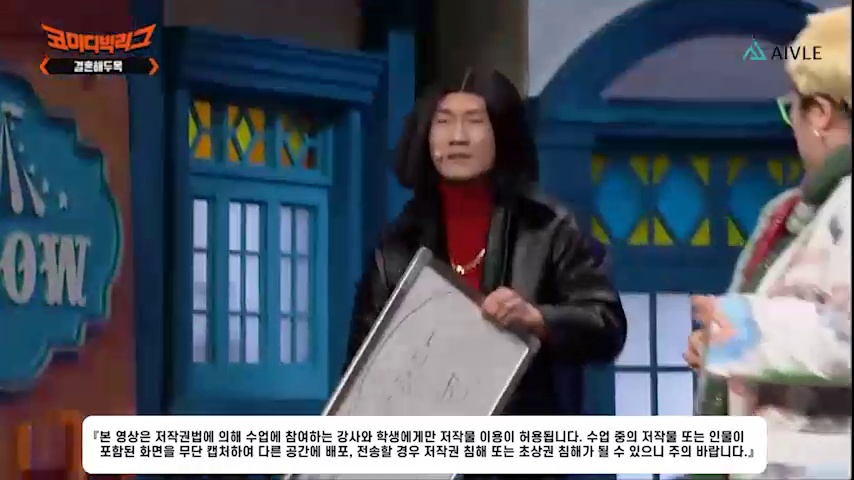 코미디빅리그
결혼해두목
AIVLE
OW
『본 영상은 저작권법에 의해 수업에 참여하는 강사와 학생에게만 저작물 이용이 허용됩니다. 수업 중의 저작물 또는 인물이
포함된 화면을 무단 캡처하여 다른 공간에 배포, 전송할 경우 저작권 침해 또는 초상권 침해가 될 수 있으니 주의 바랍니다.』